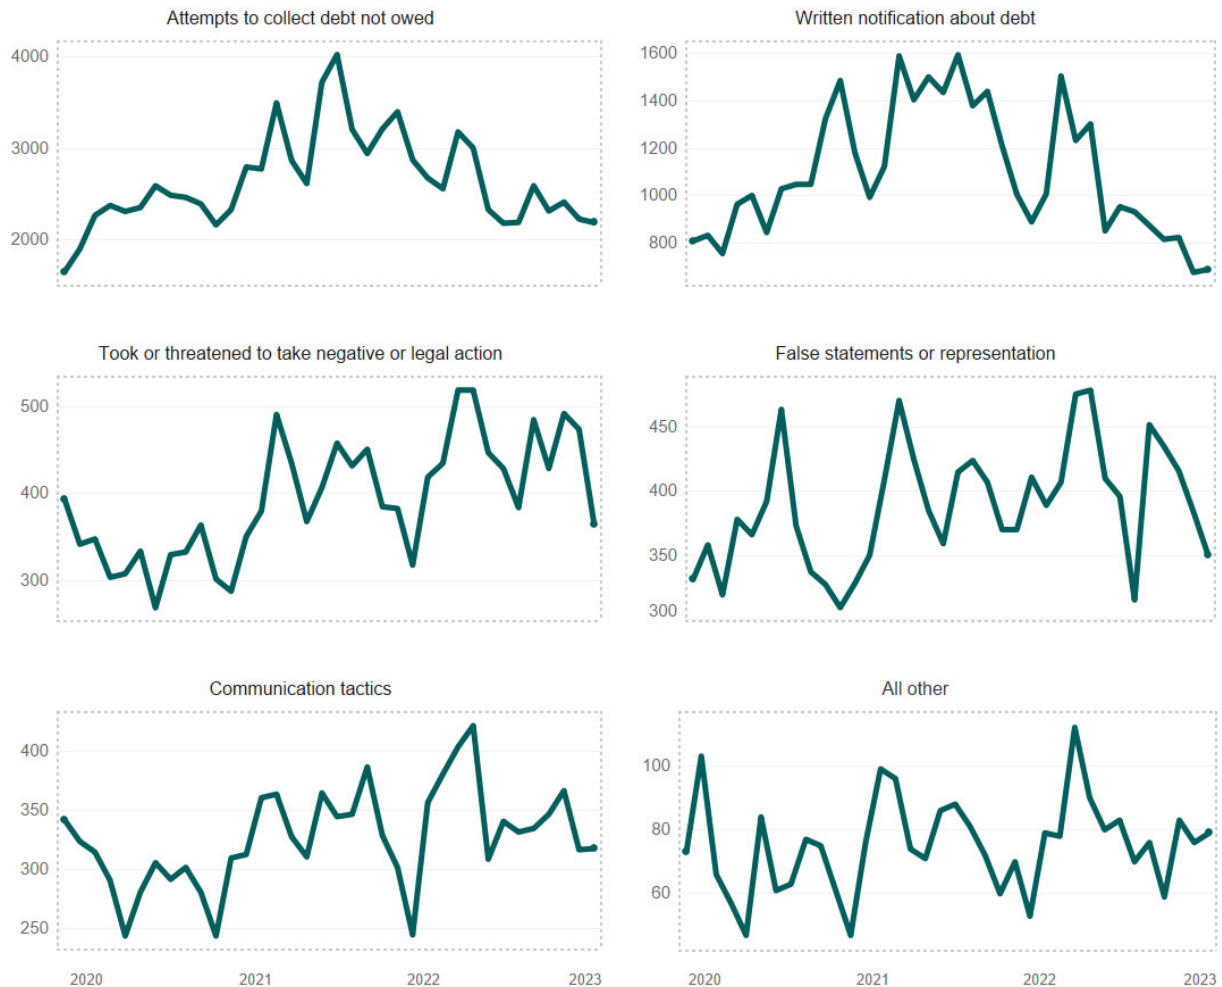 Attempts to collect debt not owed
4000
3000
2000
Written notification about debt
1600
1400
1200
1000
800
Took or threatened to take negative or legal action
500
400
300
False statements or representation
450
400
350
300
Communication tactics
400
350
300
250
2020 2021 2022 2023
All other
100
80
60
2020 2021 2022 2023